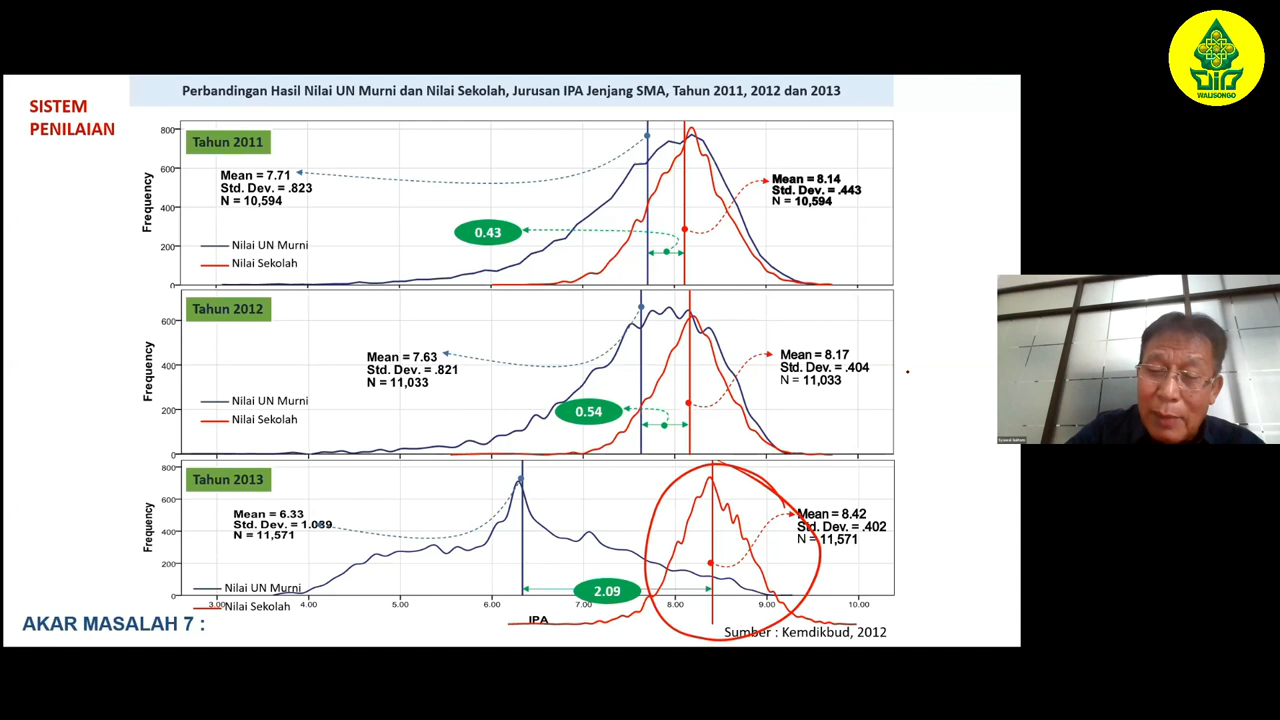 WALISONGO
SISTEM
PENILAIAN
Perbandingan Hasil Nilai UN Murni dan Nilai Sekolah, Jurusan IPA Jenjang SMA, Tahun 2011, 2012 dan 2013
Tahun 2011
Frequency
800
600
400
200
0
Mean = 7.71
Std. Dev. = .823
N = 10,594
0.43
Mean = 8.14
Std. Dev. = .443
N = 10,594
Nilai UN Murni
Nilai Sekolah
Tahun 2012
Frequency
600
400
200
0
Mean = 7.63
Std. Dev. = .821
N = 11,033
0.54
Mean = 8.17
Std. Dev. = .404
N = 11,033
Nilai UN Murni
Nilai Sekolah
Tahun 2013
Frequency
800
600
400
200
0
Mean = 6.33
Std. Dev. = 1.089
N = 11,571
2.09
Mean = 8.42
Std. Dev. = .402
N = 11,571
Nilai UN Murni
Nilai Sekolah
3.00 4.00 5.00 6.00 7.00 8.00 9.00 10.00
IPA
AKAR MASALAH 7 :
Sumber : Kemdikbud, 2012